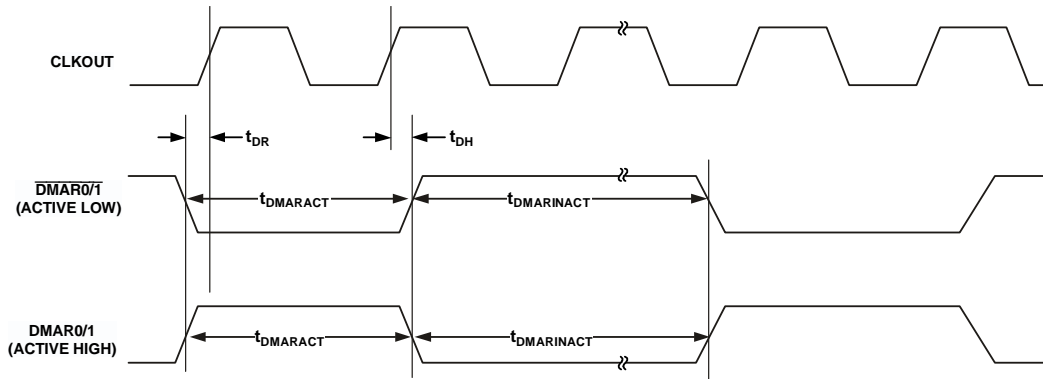 CLKOUT
tDR
tDH
DMAR0/1
(ACTIVE LOW)
tDMARACT
tDMARINACT
DMAR0/1
(ACTIVE HIGH)
tDMARACT
tDMARINACT